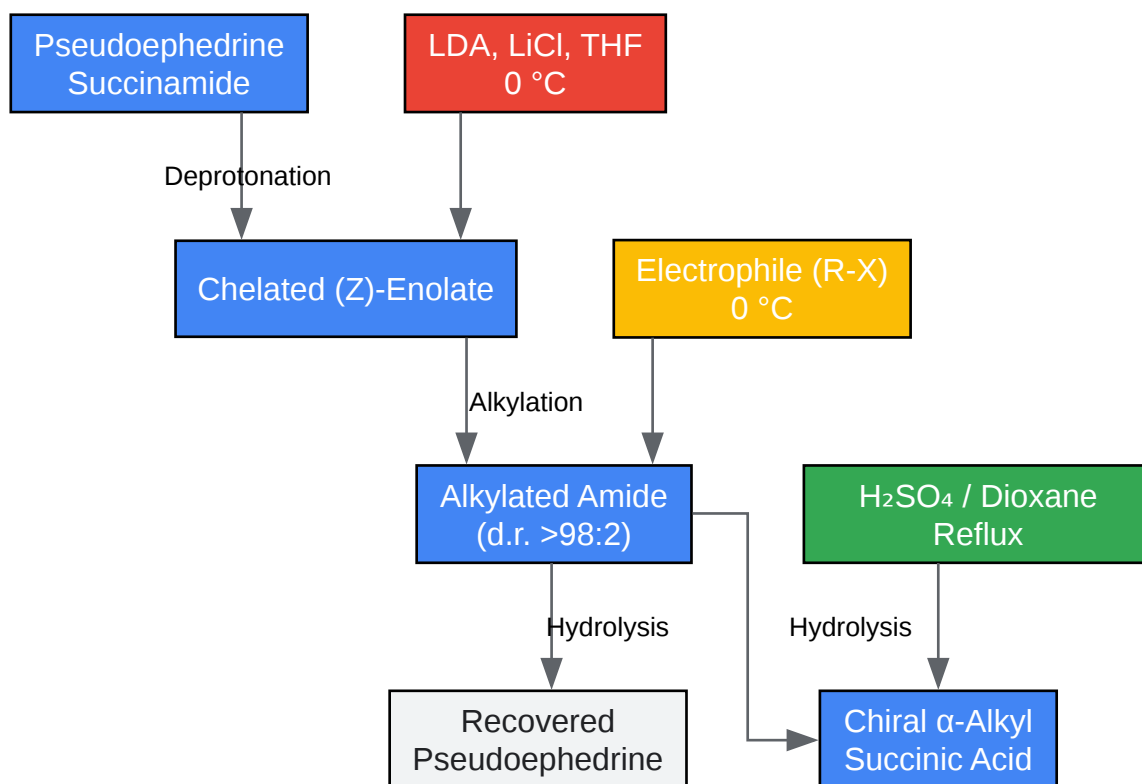 Pseudoephedrine
Succinamide
LDA, LiCl, THF
0 °C
Deprotonation
Chelated (Z)-Enolate
Electrophile (R-X)
0 °C
Alkylation
Alkylated Amide
(d.r. >98:2)
H₂SO₄ / Dioxane
Reflux
Hydrolysis
Hydrolysis
Recovered
Pseudoephedrine
Chiral α-Alkyl
Succinic Acid